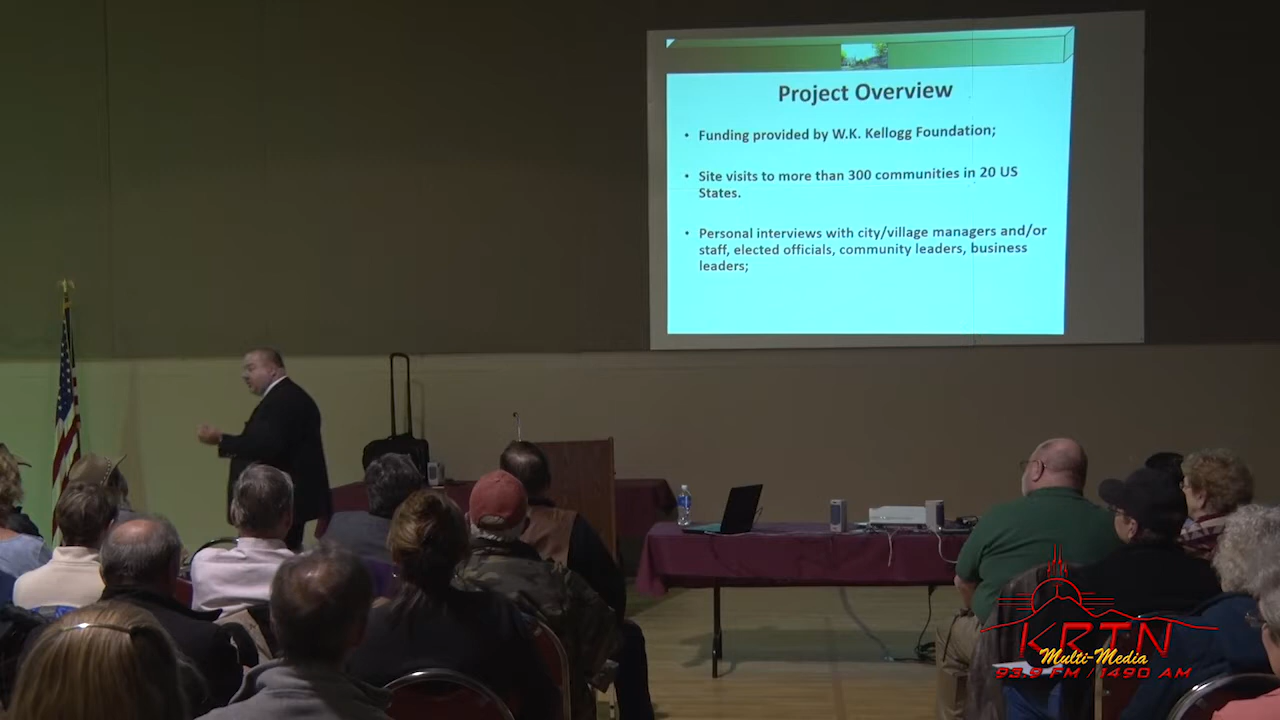 Project Overview
• Funding provided by W.K. Kellogg Foundation;
• Site visits to more than 300 communities in 20 US
States.
• Personal interviews with city/village managers and/or
staff, elected officials, community leaders, business
leaders;
KRTN
Multi-Media
93.9 FM / 1490 AM